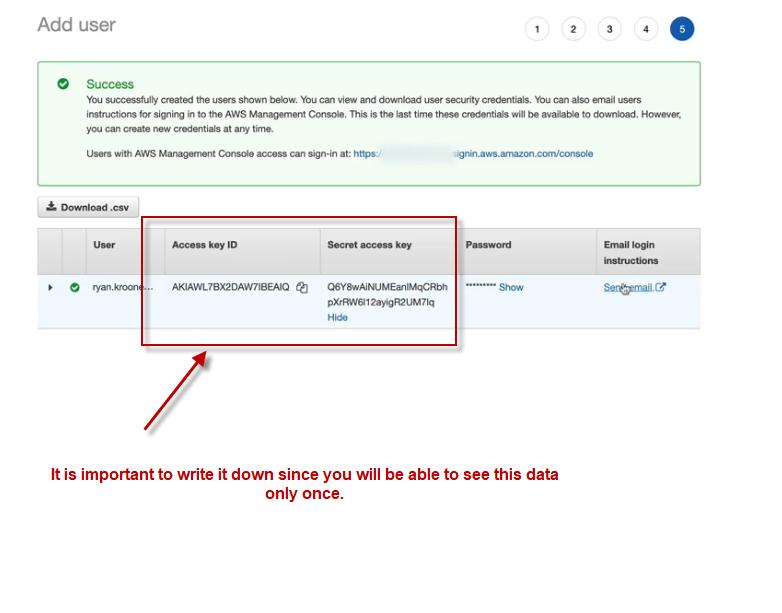 Add user
1 2 3 4 5
Success
You successfully created the users shown below. You can view and download user security credentials. You can also email users
instructions for signing in to the AWS Management Console. This is the last time these credentials will be available to download. However,
you can create new credentials at any time.
Users with AWS Management Console access can sign-in at: https:/ signin.aws.amazon.com/console
Download .csv
User Access key ID Secret access key Password Email login
instructions
ryan.kroone... AKIAWL7BX2DAW7IBEAIQ ********* Show Send email
Hide
It is important to write it down since you will be able to see this data
only once.